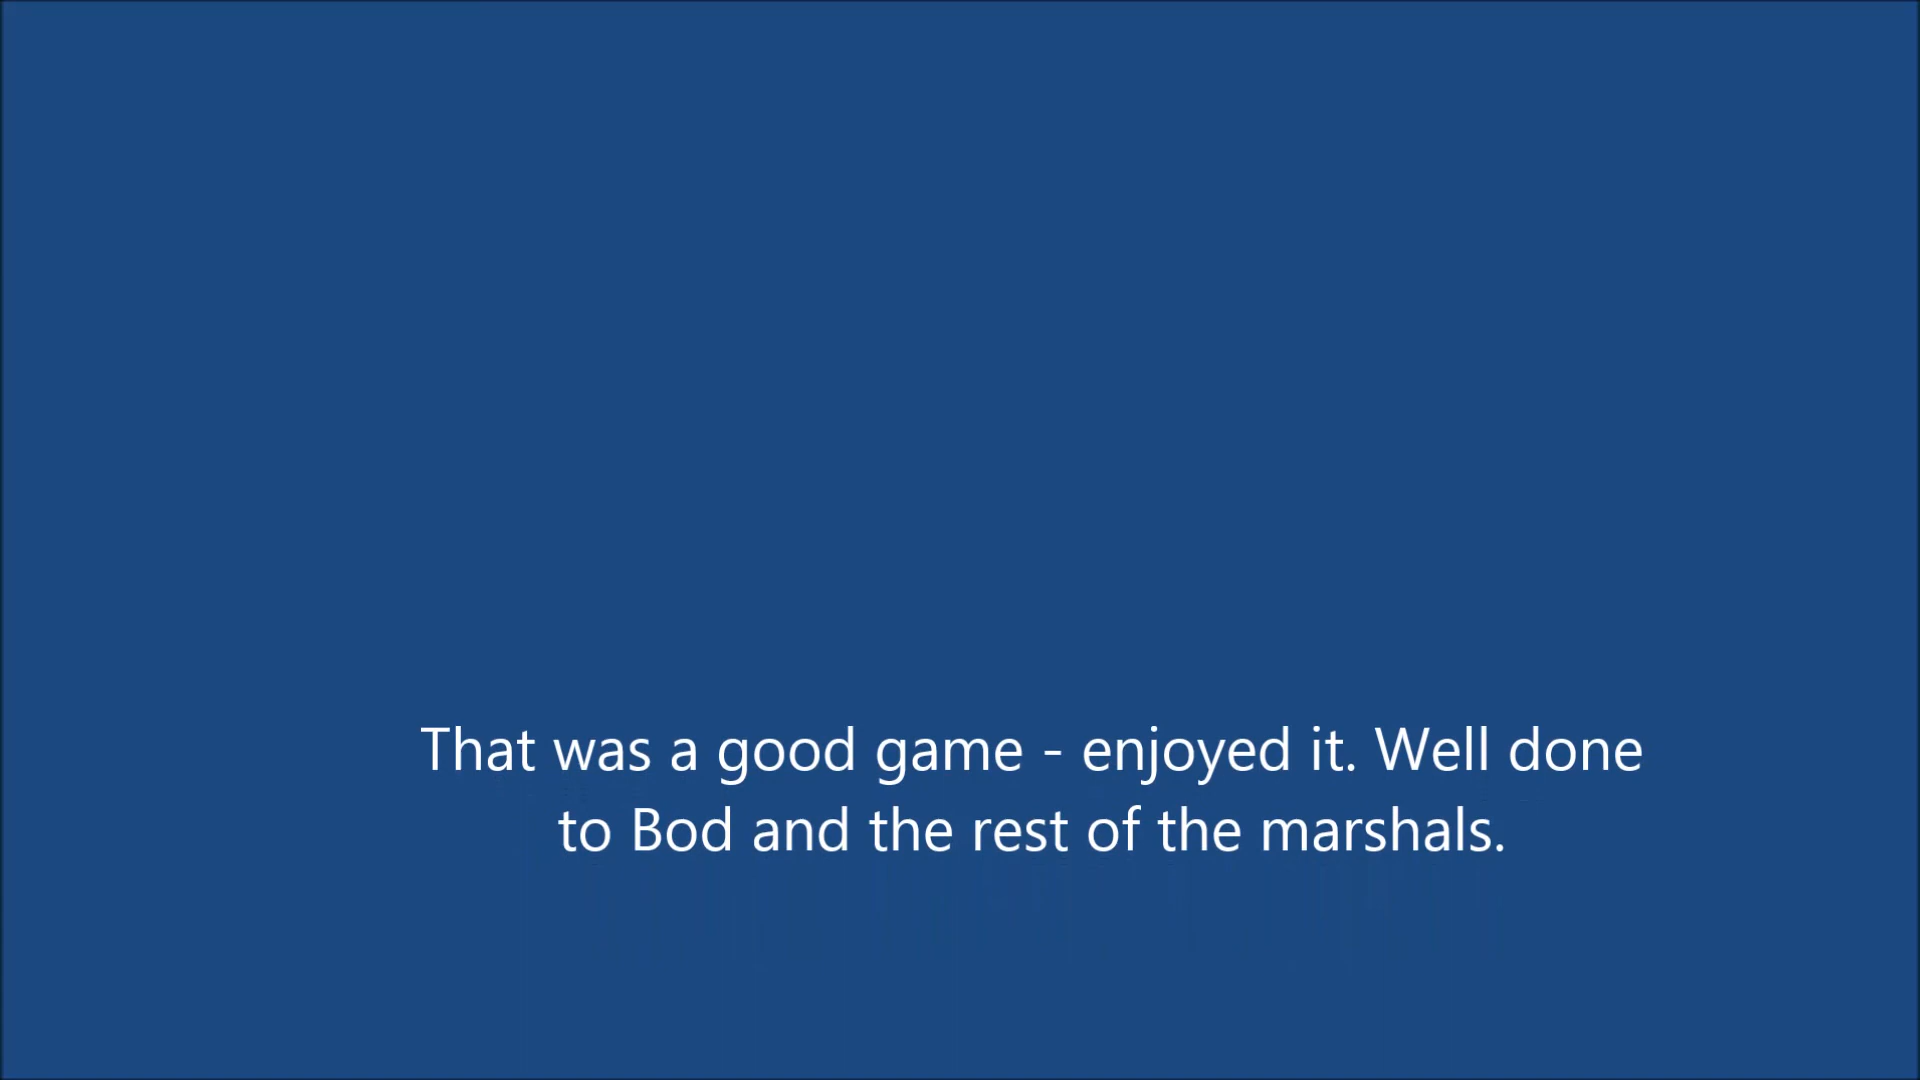 That was a good game - enjoyed it. Well done
to Bod and the rest of the marshals.